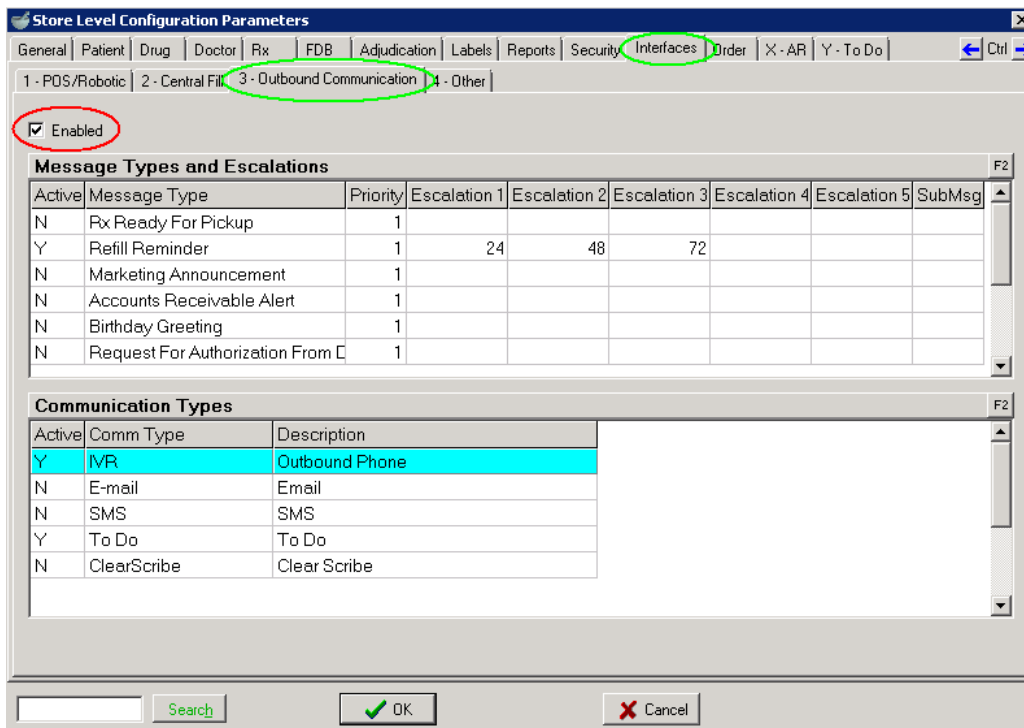 Store Level Configuration Parameters
General Patient Drug Doctor Rx FDB Adjudication Labels Reports Security Interfaces Order X - AR Y - To Do Ctrl
1 - POS/Robotic 2 - Central Fill 3 - Outbound Communication 4 - Other
Enabled
Message Types and Escalations F2
Active Message Type Priority Escalation 1 Escalation 2 Escalation 3 Escalation 4 Escalation 5 SubMsg
N Rx Ready For Pickup 1
Y Refill Reminder 1 24 48 72
N Marketing Announcement 1
N Accounts Receivable Alert 1
N Birthday Greeting 1
N Request For Authorization From D 1
Communication Types F2
Active Comm Type Description
Y IVR Outbound Phone
N E-mail Email
N SMS SMS
Y To Do To Do
N ClearScribe Clear Scribe
Search OK Cancel